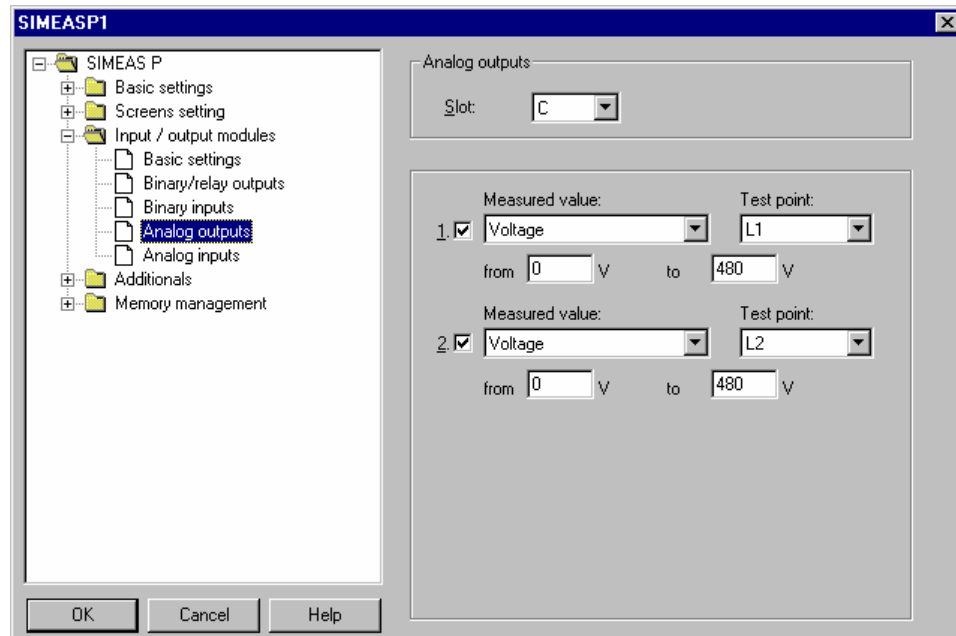 SIMEASP1
SIMEAS P
Basic settings
Screens setting
Input / output modules
Basic settings
Binary/relay outputs
Binary inputs
Analog outputs
Analog inputs
Additionals
Memory management
OK Cancel Help
Analog outputs
Slot: C
Measured value: Test point:
1. Voltage L1
from 0 V to 480 V
Measured value: Test point:
2. Voltage L2
from 0 V to 480 V